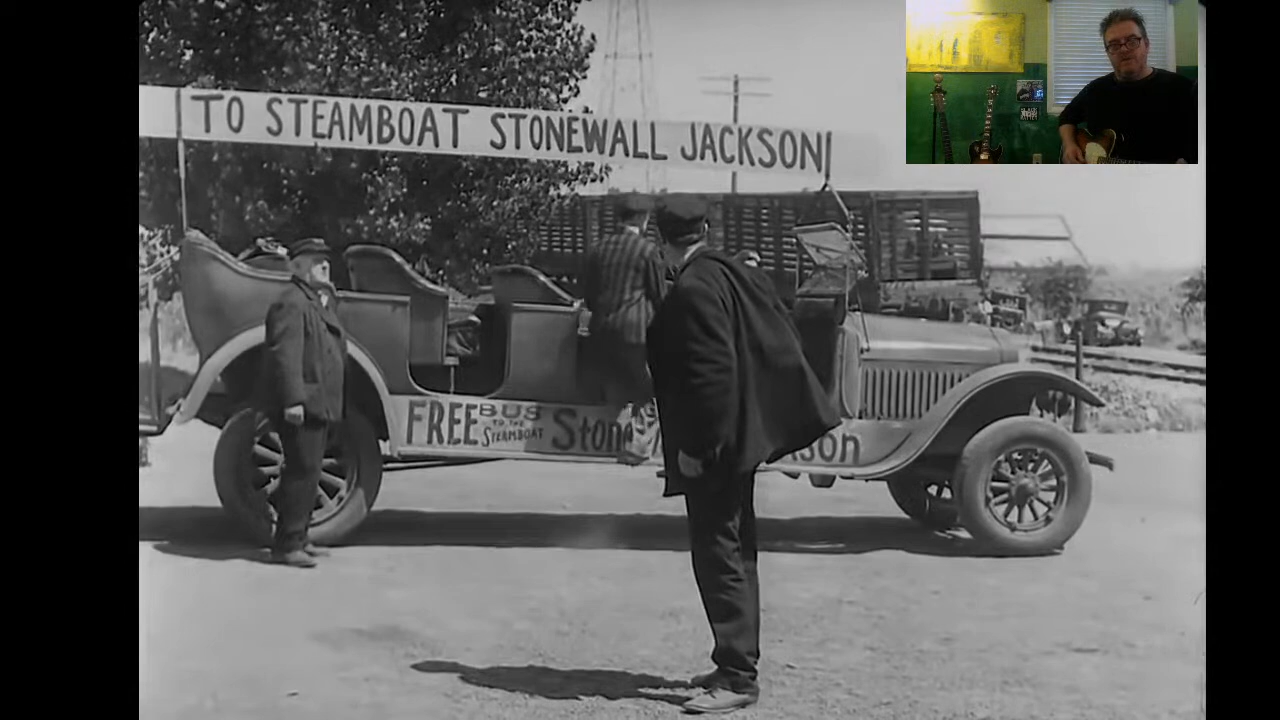 TO STEAMBOAT STONEWALL JACKSON
FREE BUS TO THE STEAMBOAT Ston
son